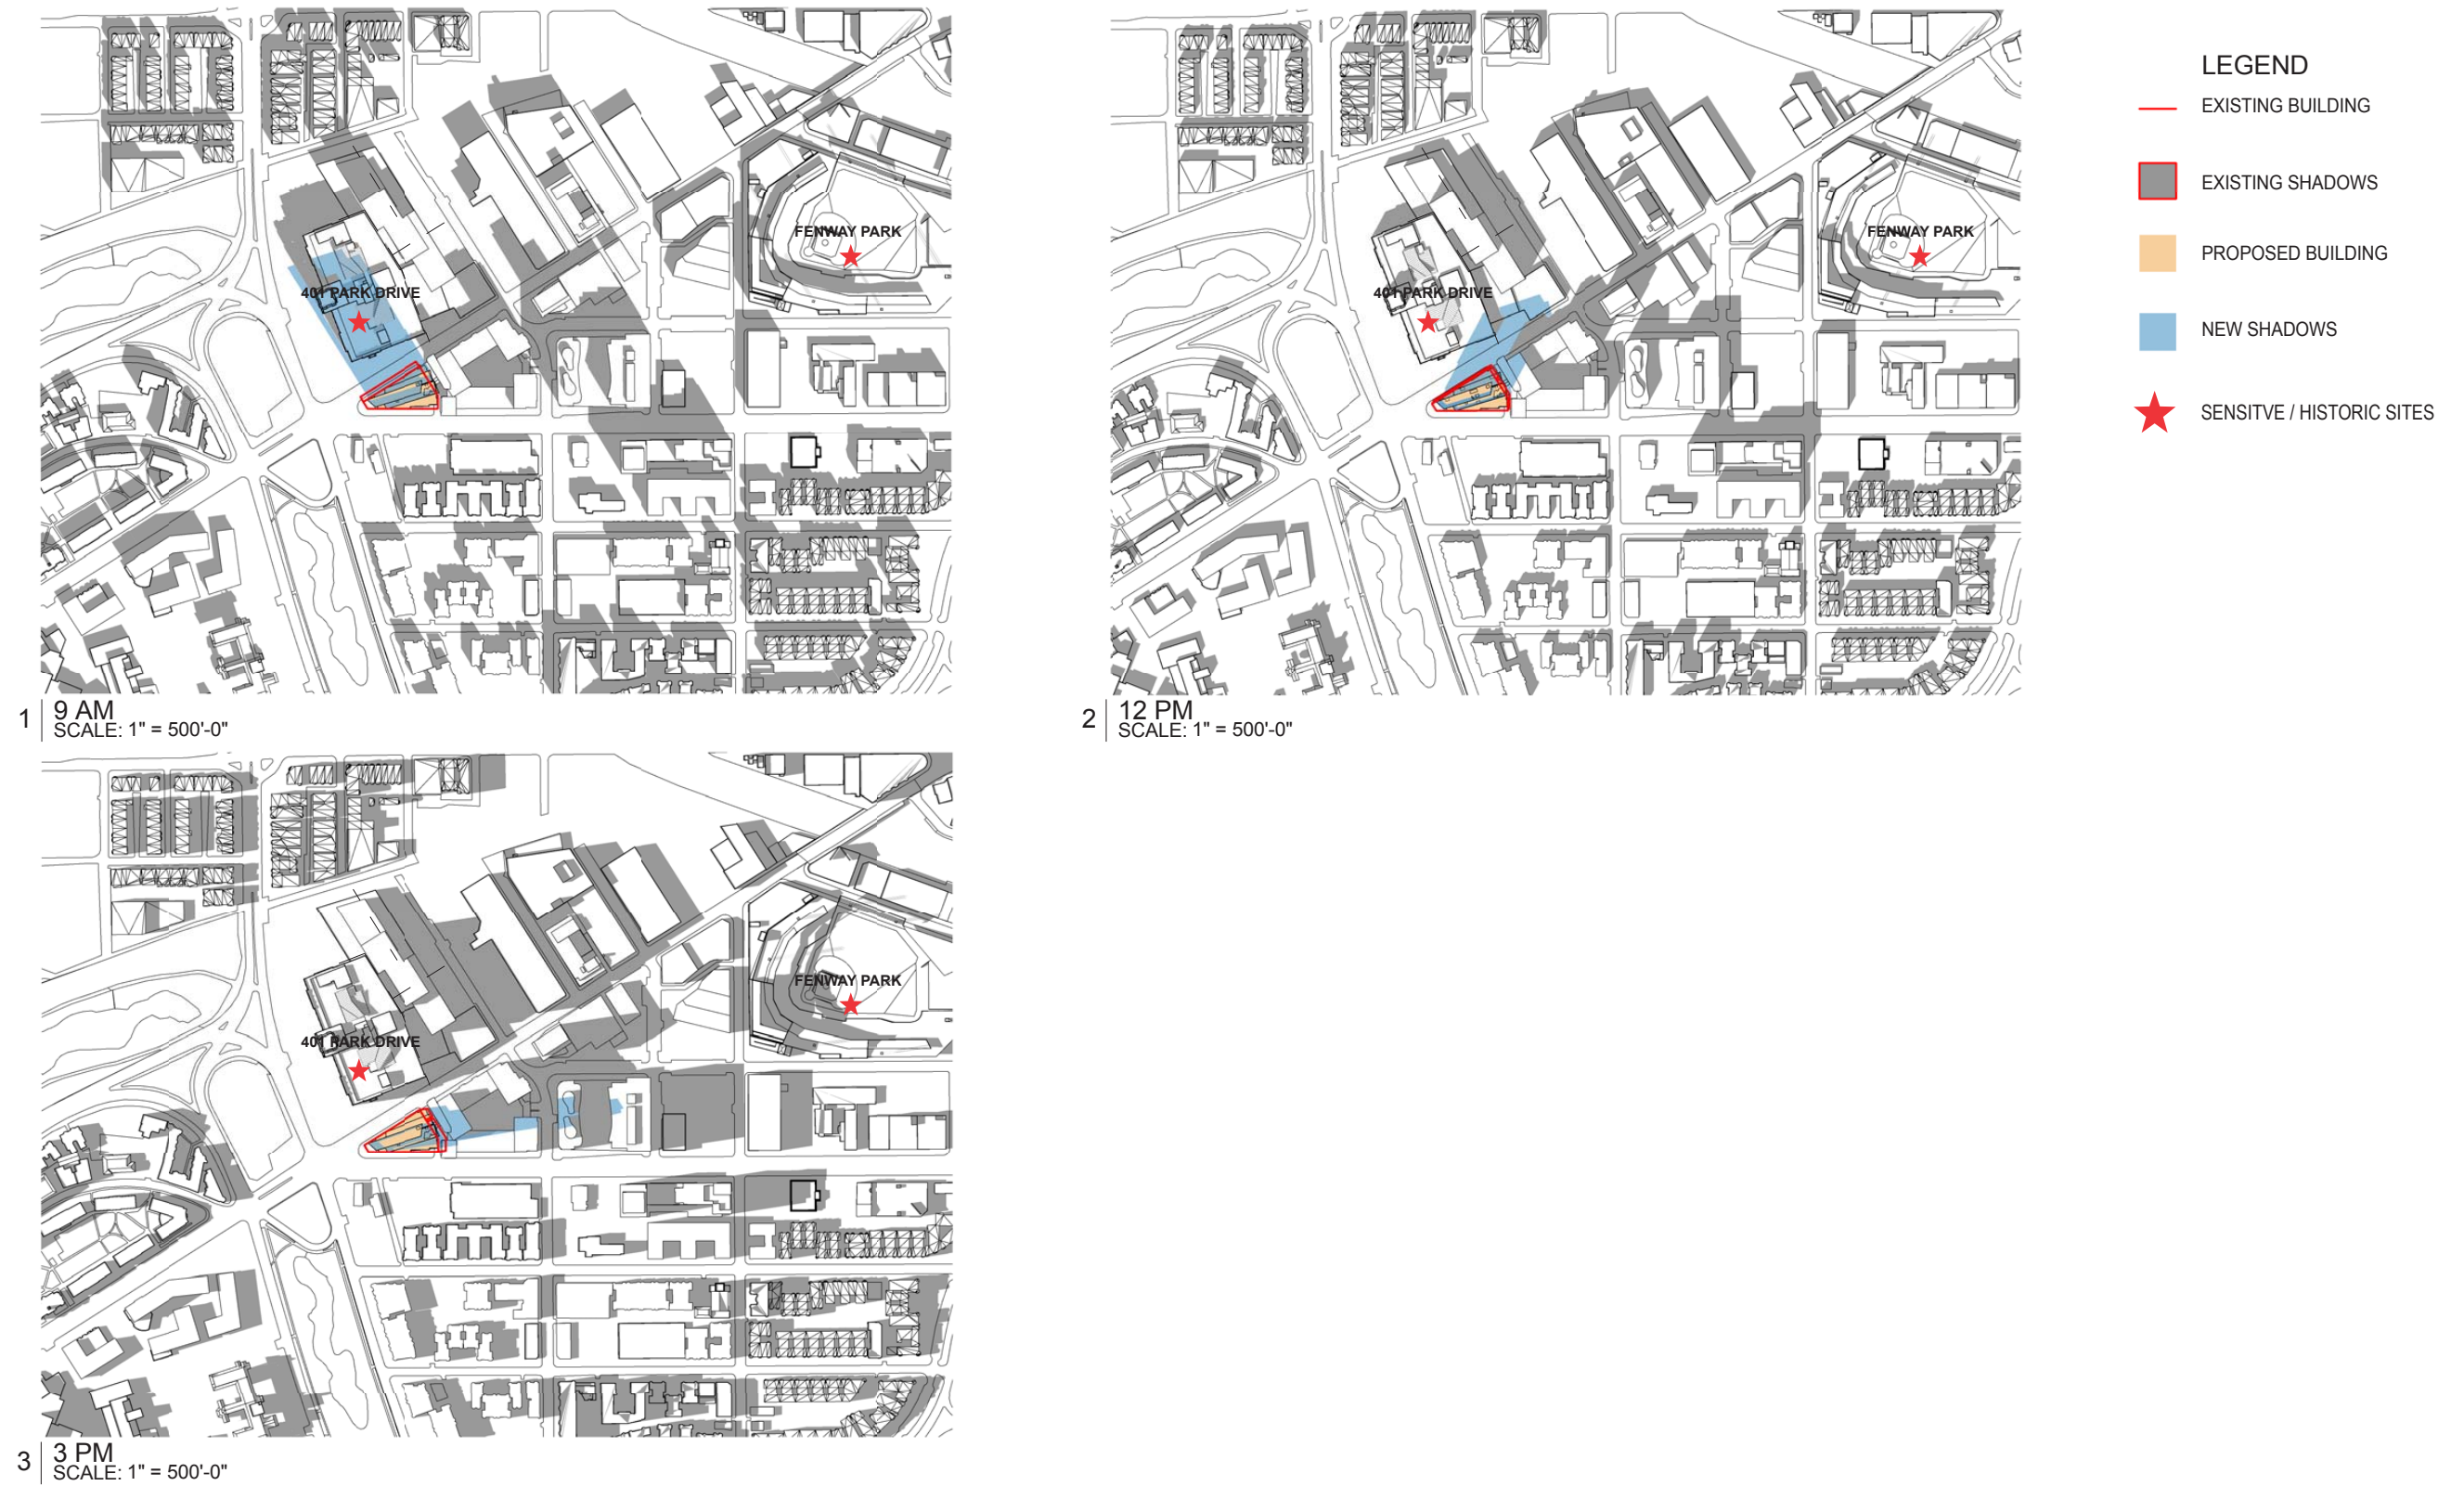 FENWAY PARK
401 PARK DRIVE
1
9 AM
SCALE: 1" = 500'-0"
FENWAY PARK
401 PARK DRIVE
2
12 PM
SCALE: 1" = 500'-0"
LEGEND
EXISTING BUILDING
EXISTING SHADOWS
PROPOSED BUILDING
NEW SHADOWS
SENSITVE / HISTORIC SITES
FENWAY PARK
401 PARK DRIVE
3
3 PM
SCALE: 1" = 500'-0"